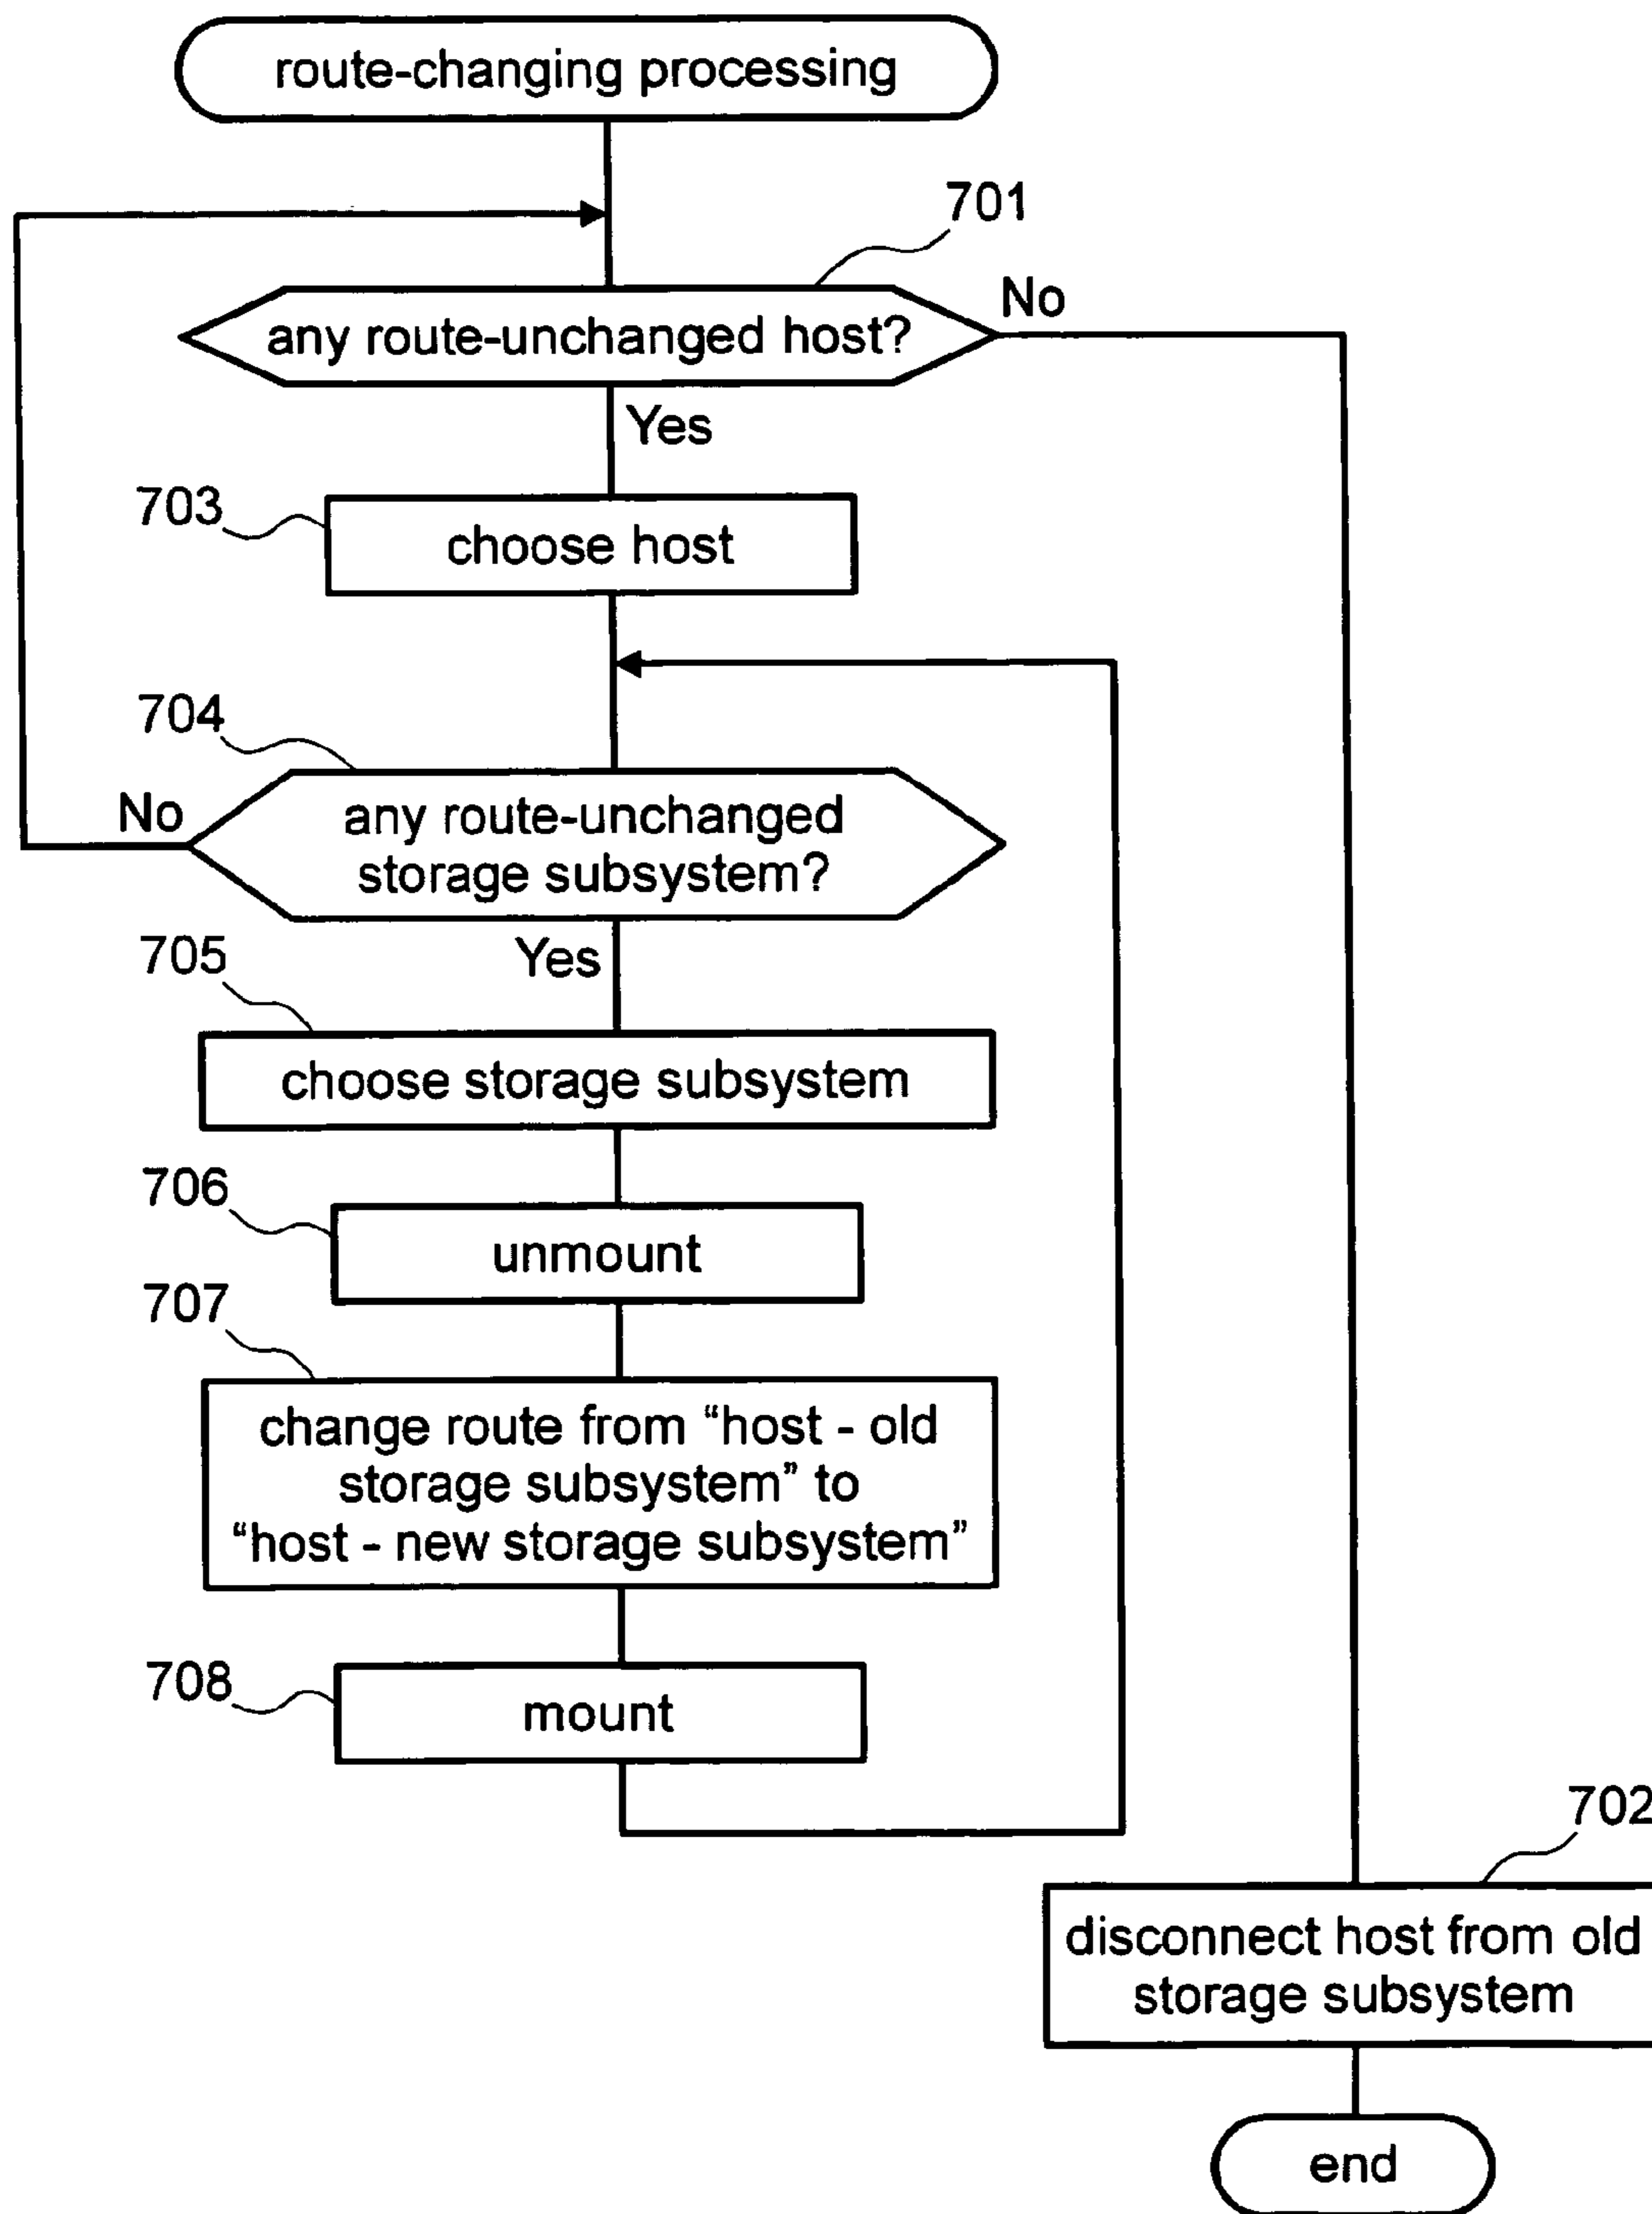 route-changing processing
701
any route-unchanged host?
No
Yes
703
choose host
704
No
any route-unchanged
storage subsystem?
705
Yes
choose storage subsystem
706
unmount
707
change route from “host - old
storage subsystem” to
“host - new storage subsystem”
708
mount
702
disconnect host from old
storage subsystem
end